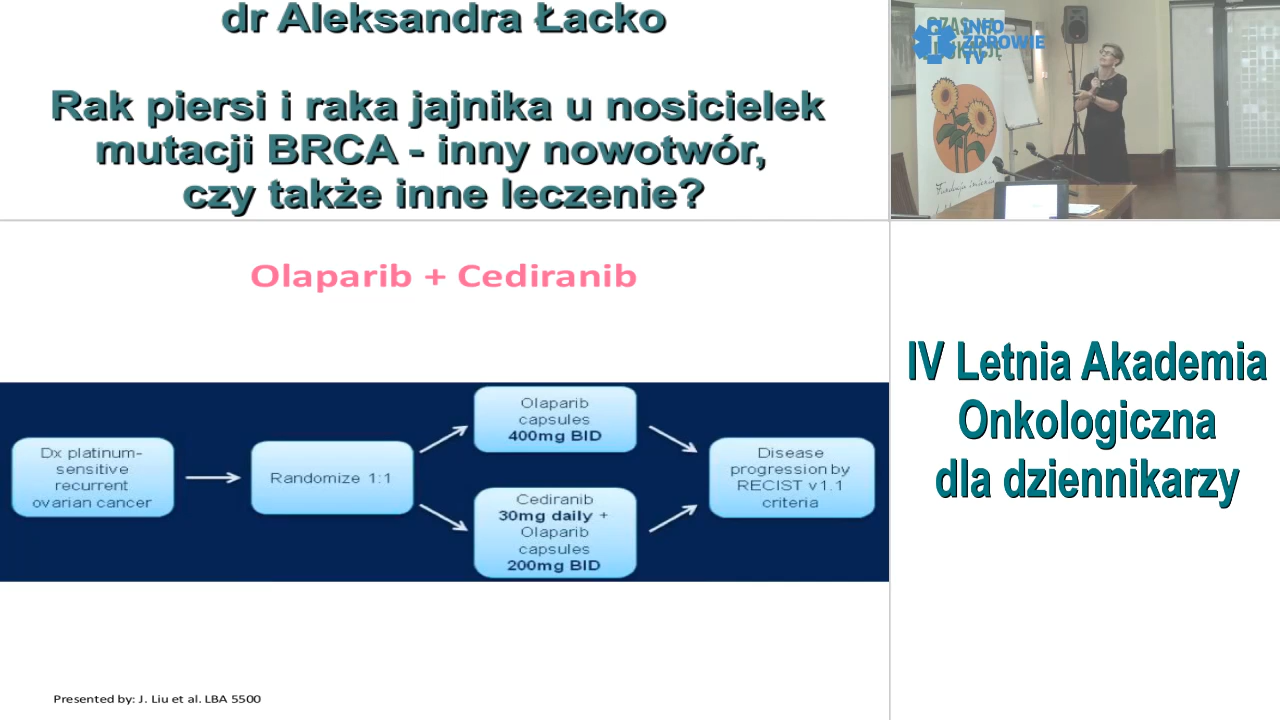 dr Aleksandra Łacko
Rak piersi i raka jajnika u nosicielek
mutacji BRCA - inny nowotwór,
czy także inne leczenie?
INFO
ZDROWIE
TV
Olaparib + Cediranib
Dx platinum-
sensitive
recurrent
ovarian cancer
Randomize 1:1
Olaparib
capsules
400mg BID
Cediranib
30mg daily +
Olaparib
capsules
200mg BID
Disease
progression by
RECIST v1.1
criteria
Presented by: J. Liu et al. LBA 5500
IV Letnia Akademia
Onkologiczna
dla dziennikarzy